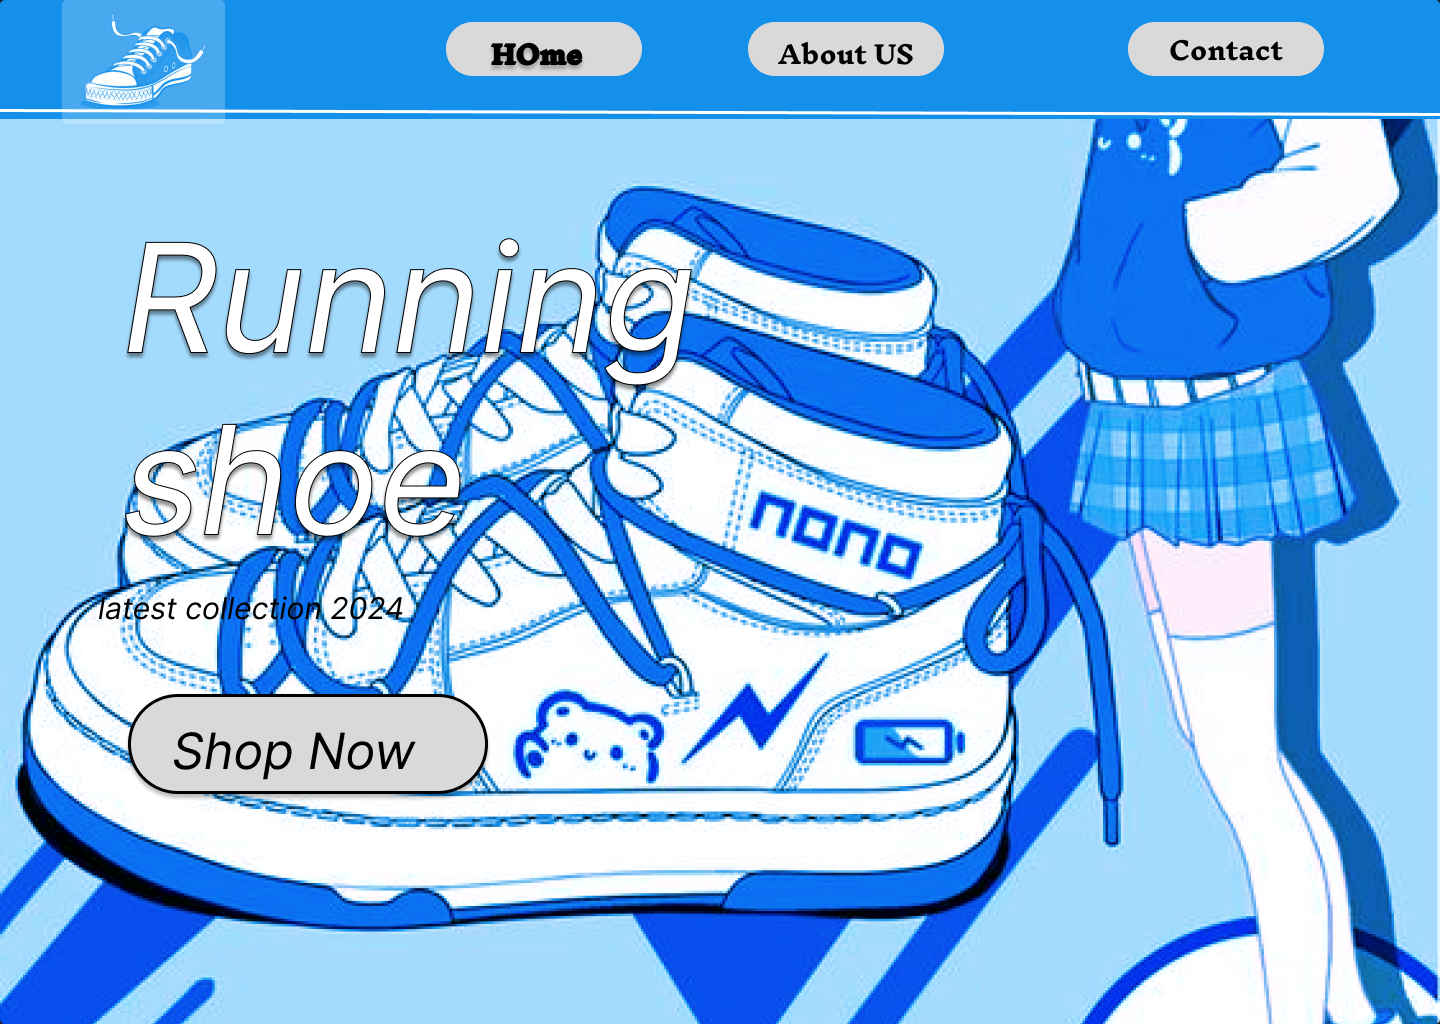 HOme
About US
Contact
Running
shoe
nono
latest collection 2024
Shop Now